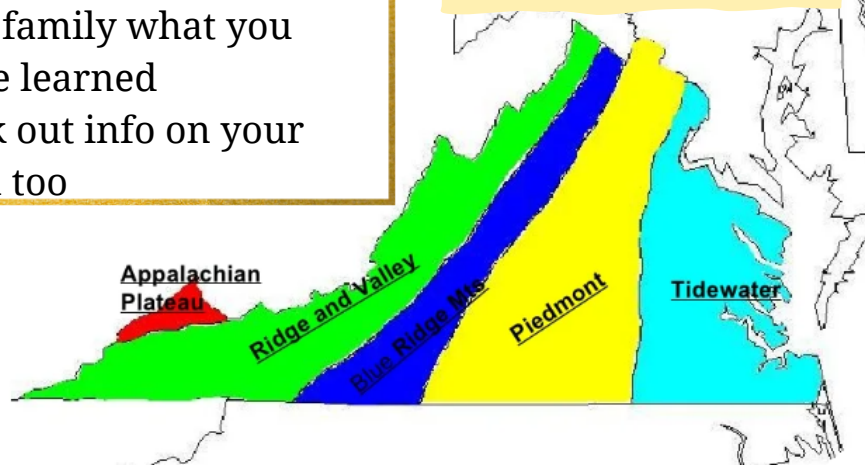 family what you
learned
out info on your
too
Appalachian
Plateau
Ridge and Valley
Blue Ridge Mts
Piedmont
Tidewater